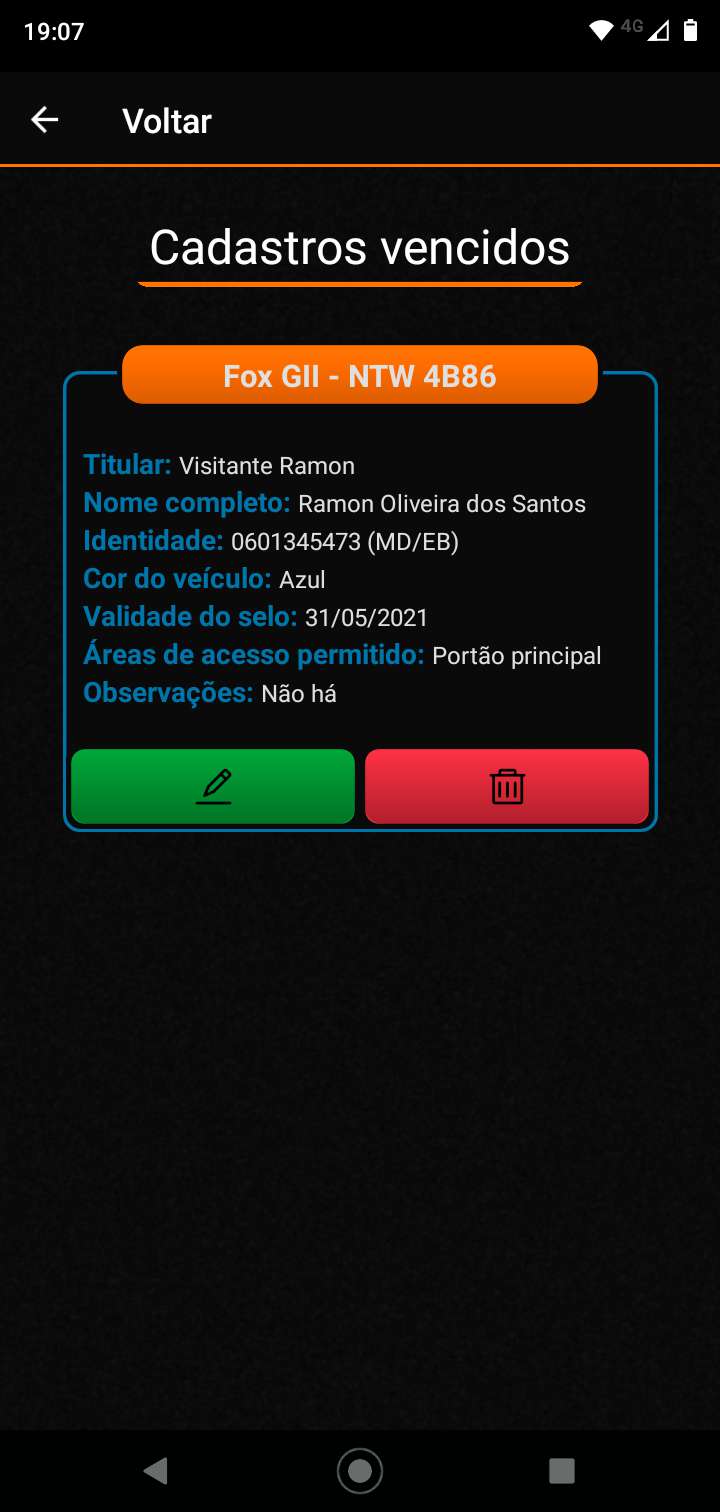 19:07
4G
Voltar
Cadastros vencidos
Fox GII - NTW 4B86
Titular: Visitante Ramon
Nome completo: Ramon Oliveira dos Santos
Identidade: 0601345473 (MD/EB)
Cor do veículo: Azul
Validade do selo: 31/05/2021
Áreas de acesso permitido: Portão principal
Observações: Não há